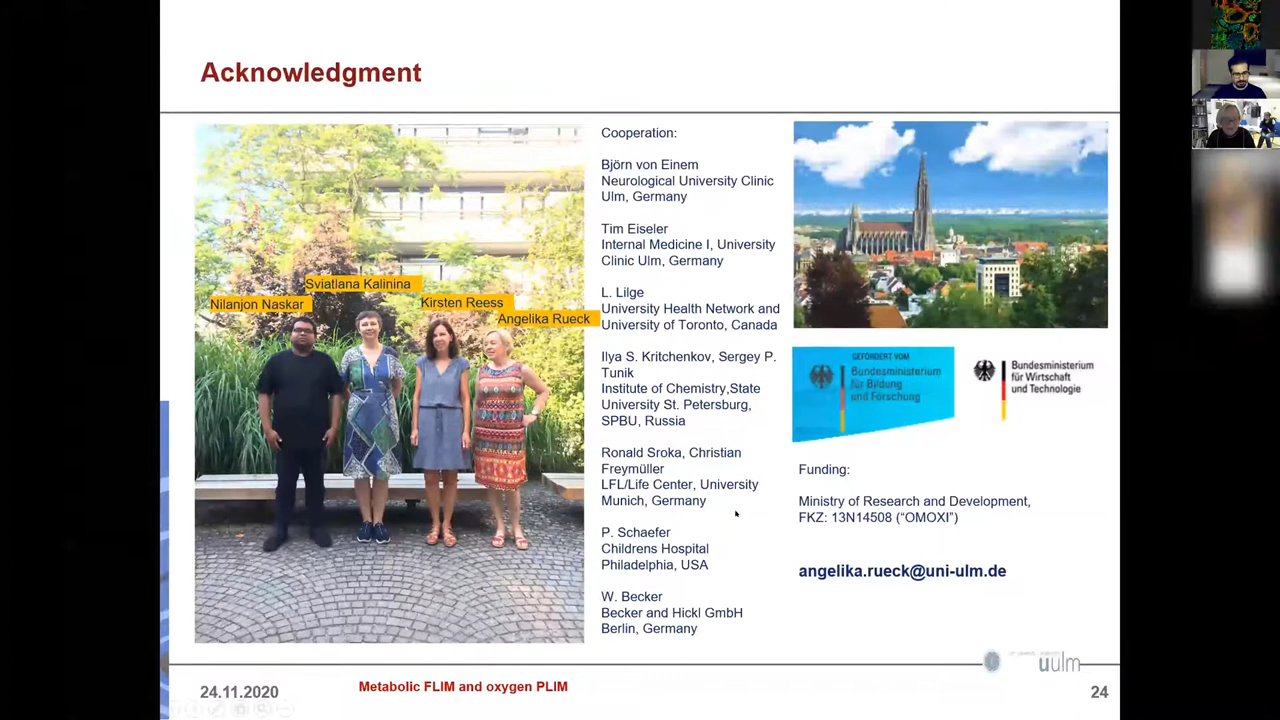 Acknowledgment
Sviatlana Kalinina
Nilanjon Naskar
Kirsten Reess
Angelika Rueck
Cooperation:
Björn von Einem
Neurological University Clinic
Ulm, Germany
Tim Eiseler
Internal Medicine I, University
Clinic Ulm, Germany
L. Lilge
University Health Network and
University of Toronto, Canada
Ilya S. Kritchenkov, Sergey P.
Tunik
Institute of Chemistry,State
University St. Petersburg,
SPBU, Russia
Ronald Sroka, Christian
Freymüller
LFL/Life Center, University
Munich, Germany
P. Schaefer
Childrens Hospital
Philadelphia, USA
W. Becker
Becker and Hickl GmbH
Berlin, Germany
GEFÖRDERT VOM
Bundesministerium
für Bildung
und Forschung
Bundesministerium
für Wirtschaft
und Technologie
Funding:
Ministry of Research and Development,
FKZ: 13N14508 (“OMOXI”)
angelika.rueck@uni-ulm.de
uulm
24.11.2020
Metabolic FLIM and oxygen PLIM
24